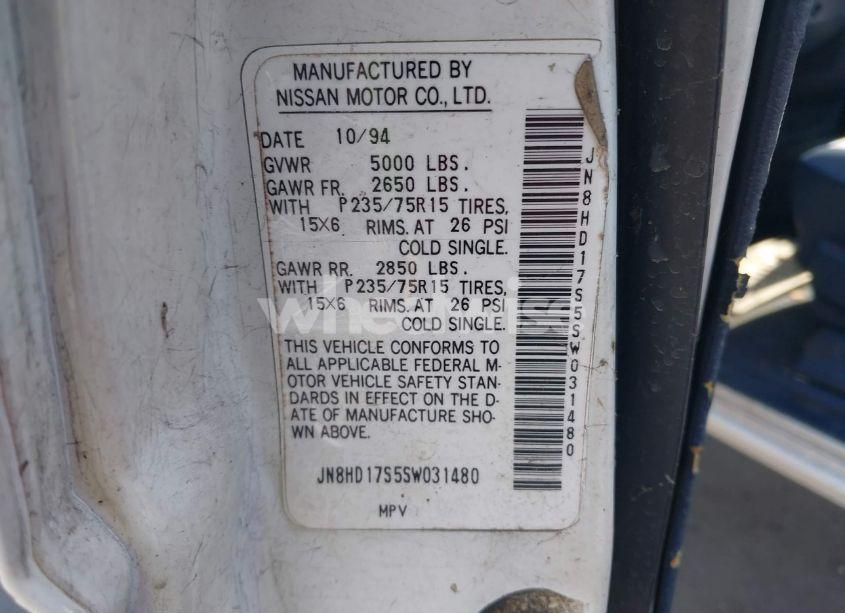 MANUFACTURED BY
NISSAN MOTOR CO., LTD.
DATE 10/94
GVWR 5000 LBS.
GAWR FR. 2650 LBS.
WITH P235/75R15 TIRES,
15X6 RIMS. AT 26 PSI
COLD SINGLE.
GAWR RR. 2850 LBS.
WITH P235/75R15 TIRES,
15X6 RIMS. AT 26 PSI
COLD SINGLE.
THIS VEHICLE CONFORMS TO
ALL APPLICABLE FEDERAL M-
OTOR VEHICLE SAFETY STAN-
DARDS IN EFFECT ON THE D-
ATE OF MANUFACTURE SHO-
WN ABOVE.
JN8HD17S5SW031480
MPV
JN8HD17S5SW031480